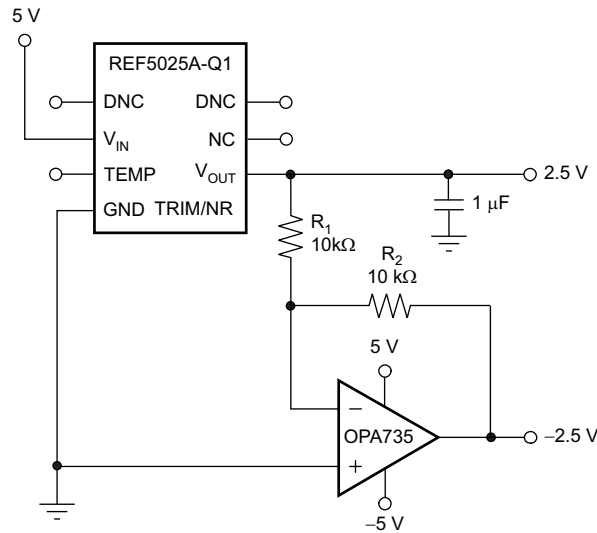 5 V
REF5025A-Q1
DNC DNC
V_IN NC
TEMP V_OUT
GND TRIM/NR
2.5 V
1 μF
R_1
10kΩ
R_2
10 kΩ
5 V
−
OPA735
−2.5 V
+
−5 V